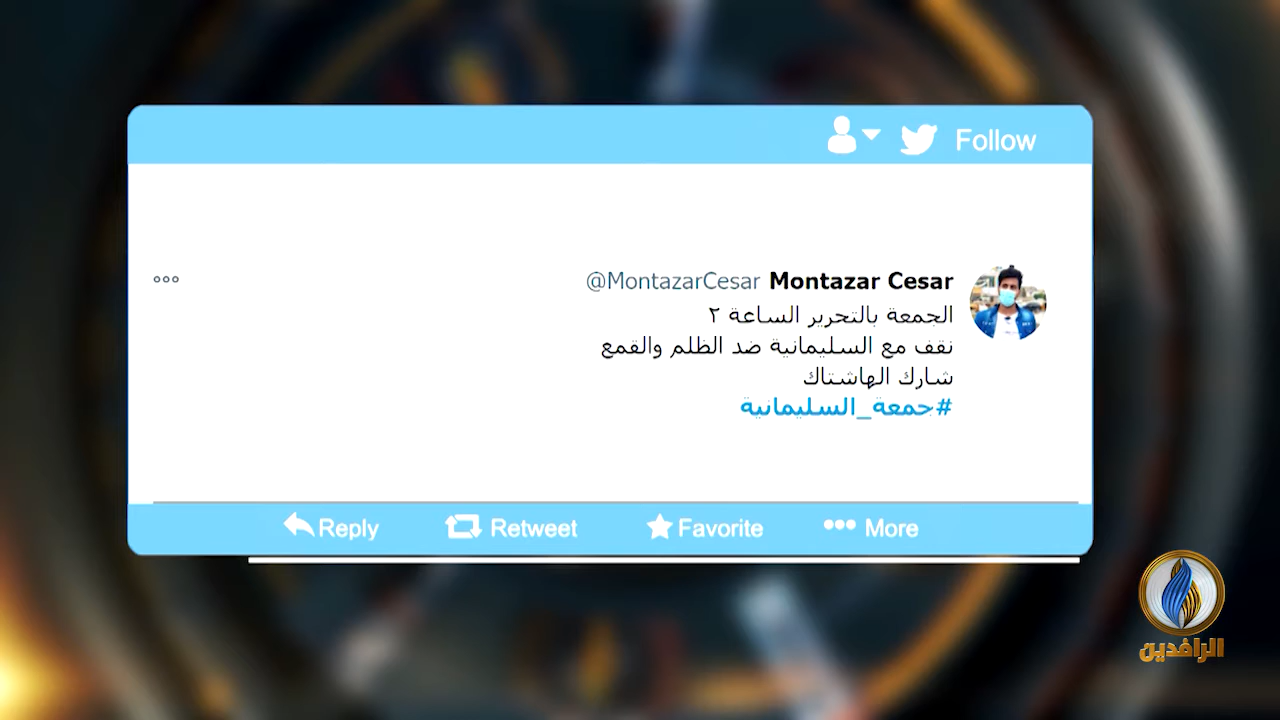 Follow
@MontazarCesar Montazar Cesar
الجمعة بالتحرير الساعة ٢
نقف مع السليمانية ضد الظلم والقمع
شارك الهاشتاك
#جمعة_السليمانية
Reply Retweet Favorite More
الرافدين